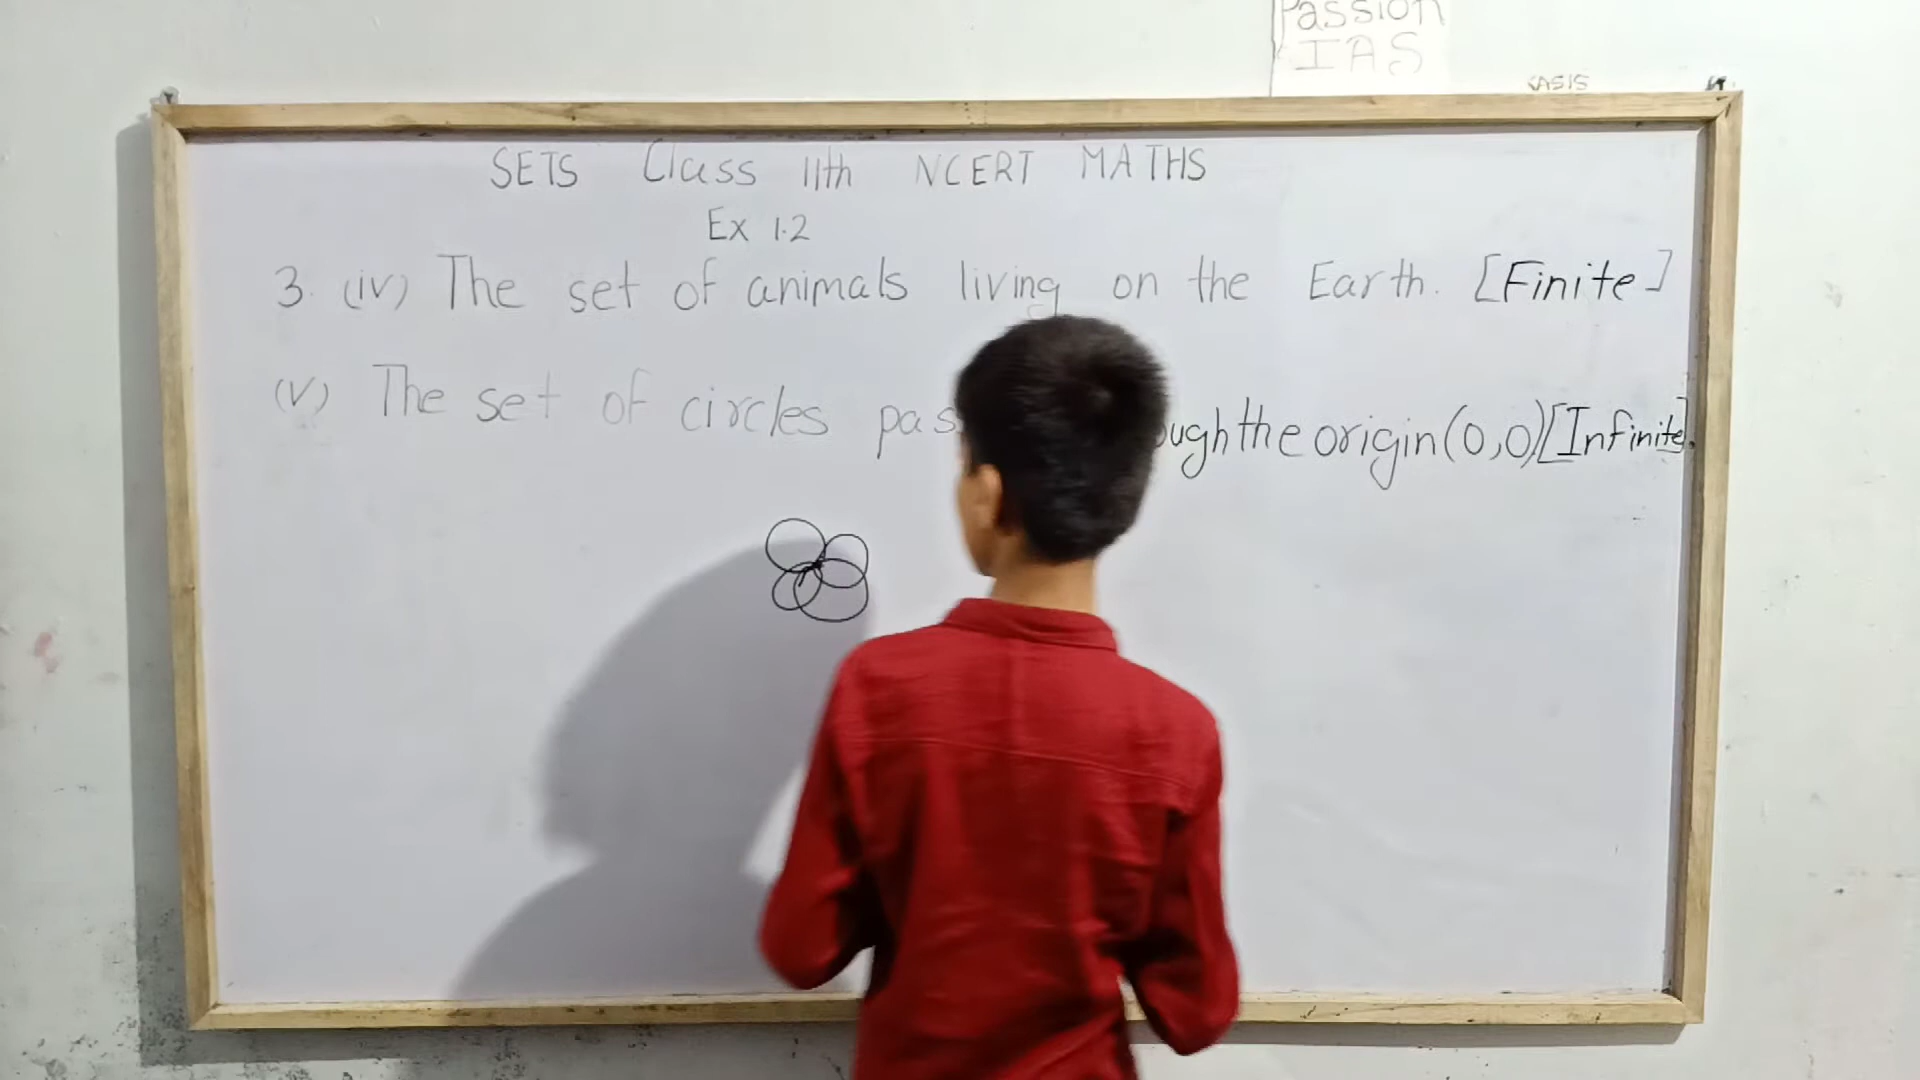 Passion
IAS
SETS Class 11th NCERT MATHS
Ex 1.2
3. (iv) The set of animals living on the Earth. [Finite]
(V) The set of circles pas ough the origin (0,0) [Infinite].